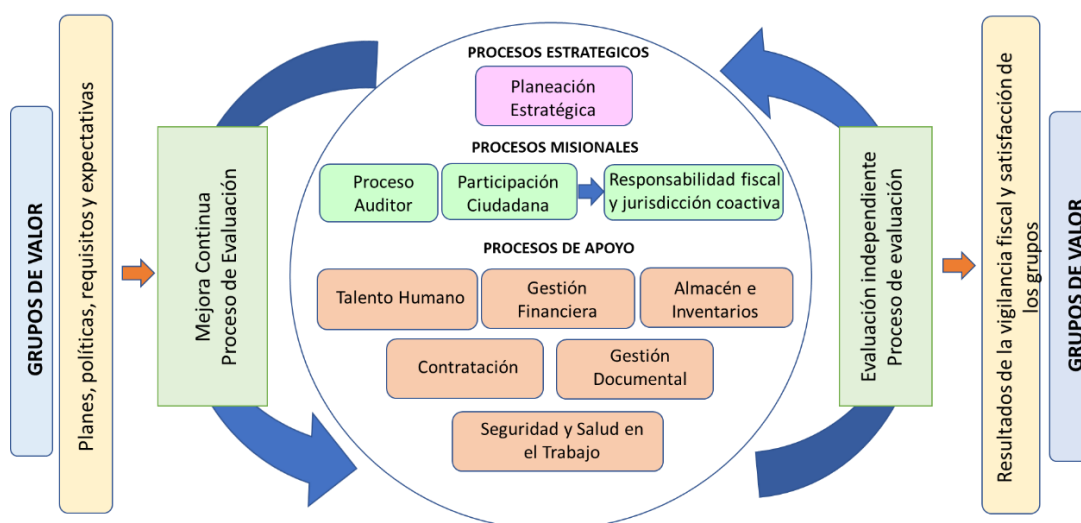 GRUPOS DE VALOR
Planes, políticas, requisitos y expectativas
Mejora Continua
Proceso de Evaluación
PROCESOS ESTRATEGICOS
Planeación
Estratégica
PROCESOS MISIONALES
Proceso
Auditor
Participación
Ciudadana
Responsabilidad fiscal
y jurisdicción coactiva
PROCESOS DE APOYO
Talento Humano
Gestión
Financiera
Almacén e
Inventarios
Contratación
Gestión
Documental
Seguridad y Salud en
el Trabajo
Evaluación independiente
Proceso de evaluación
Resultados de la vigilancia fiscal y satisfacción de
los grupos
GRUPOS DE VALOR